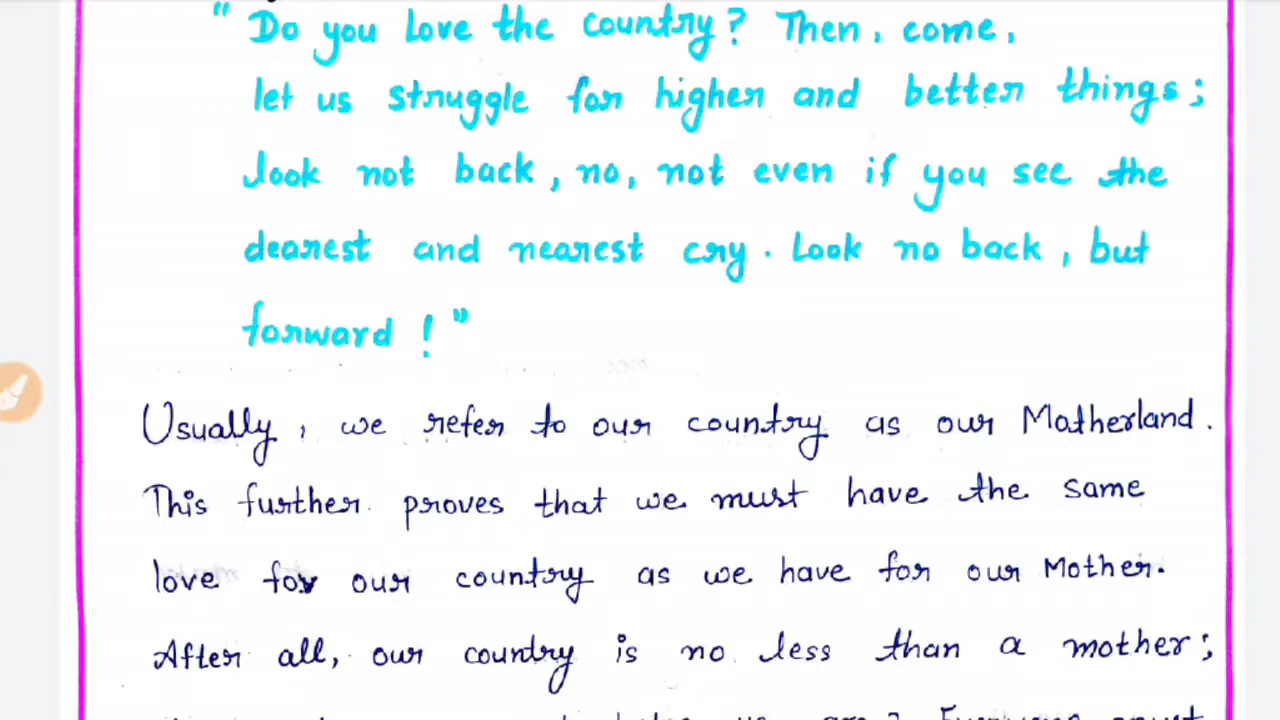 " Do you love the country? Then, come,
let us struggle for higher and better things;
look not back, no, not even if you see the
dearest and nearest cry. Look no back, but
forward! "
Usually, we refer to our country as our Motherland.
This further proves that we must have the same
love for our country as we have for our Mother.
After all, our country is no less than a mother;